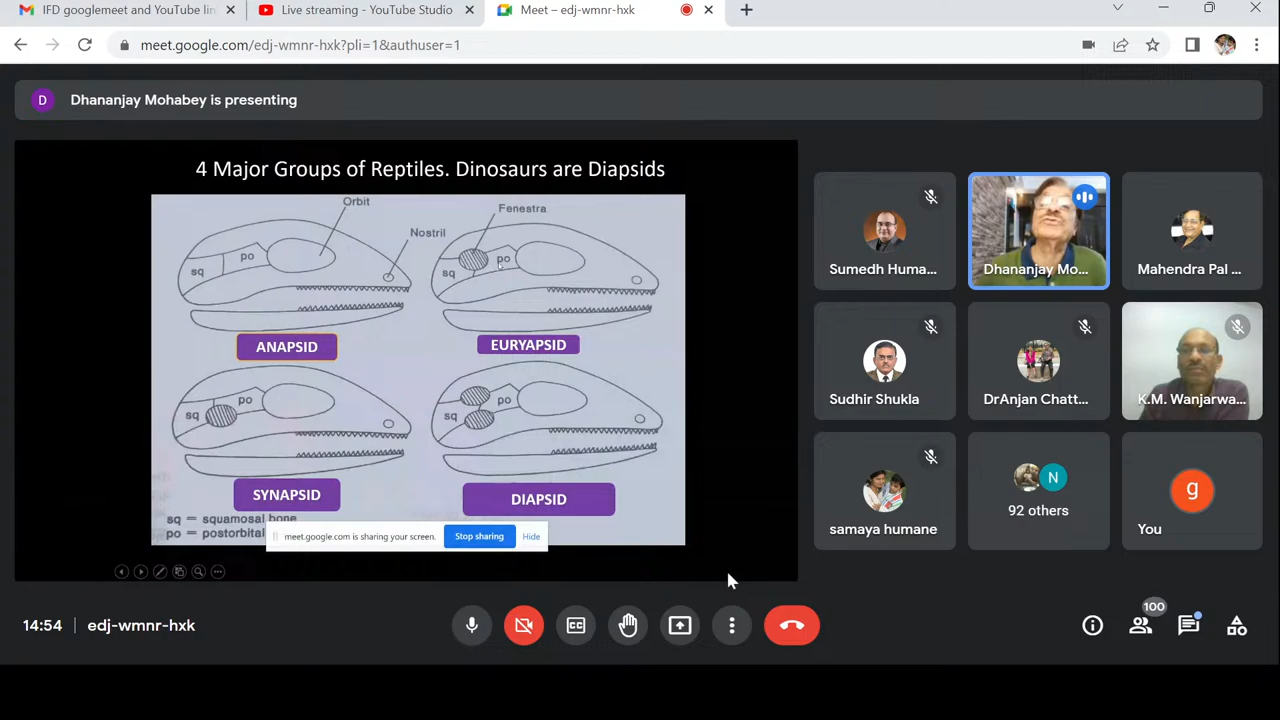 IFD googlemeet and YouTube lin
Live streaming - YouTube Studio
Meet – edj-wmnr-hxk
meet.google.com/edj-wmnr-hxk?pli=1&authuser=1
D
Dhananjay Mohabey is presenting
4 Major Groups of Reptiles. Dinosaurs are Diapsids
Orbit
Fenestra
Nostril
po
sq
po
sq
ANAPSID
EURYAPSID
po
sq
po
sq
SYNAPSID
DIAPSID
sq = squamosal bone
po = postorbital
meet.google.com is sharing your screen.
Stop sharing
Hide
Sumedh Huma...
Dhananjay Mo...
Mahendra Pal ...
Sudhir Shukla
DrAnjan Chatt...
K.M. Wanjarwa...
samaya humane
N
92 others
g
You
14:54
edj-wmnr-hxk
100